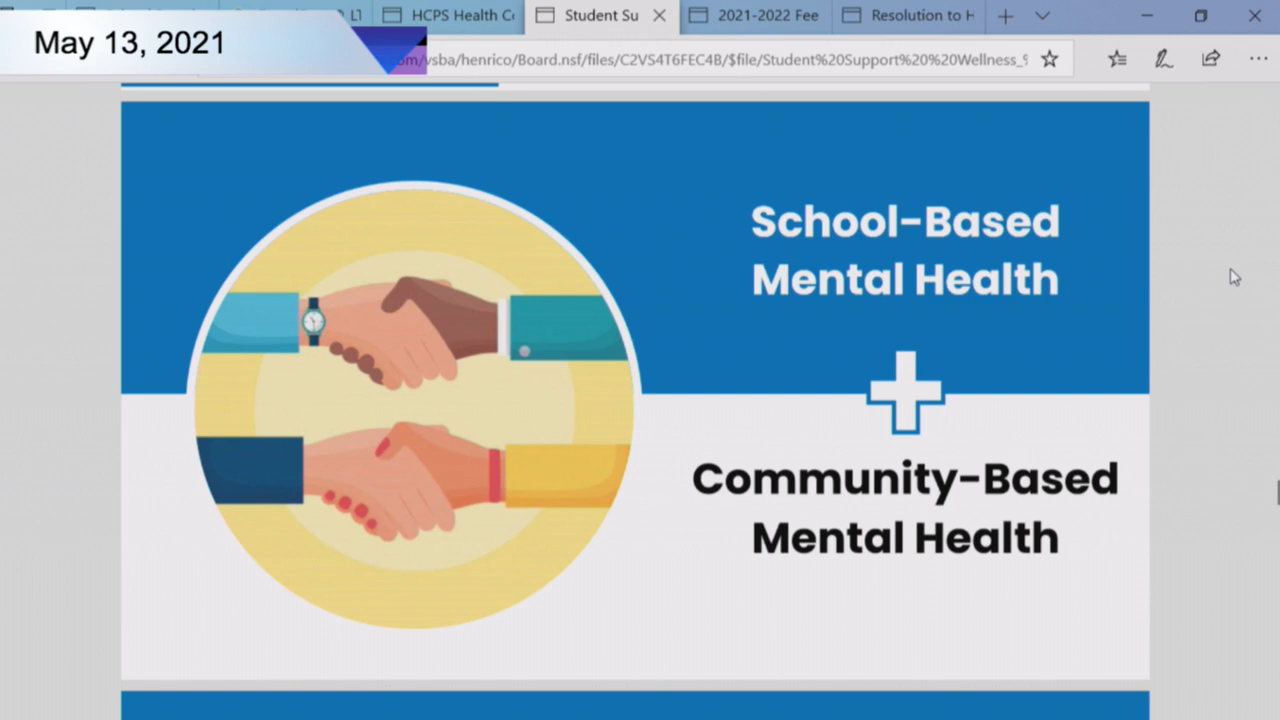 May 13, 2021
HCPS Health C
Student Su
2021-2022 Fee
Resolution to H
om/vsba/henrico/Board.nsf/files/C2VS4T6FEC4B/$file/Student%20Support%20%20Wellness_%
School-Based
Mental Health
Community-Based
Mental Health